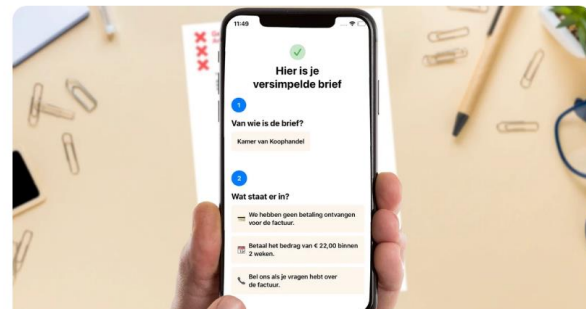 11:49
Hier is je
versimpelde brief
1
Van wie is de brief?
Kamer van Koophandel
2
Wat staat er in?
We hebben geen betaling ontvangen
voor de factuur.
Betaal het bedrag van € 22,00 binnen
2 weken.
Bel ons als je vragen hebt over
de factuur.